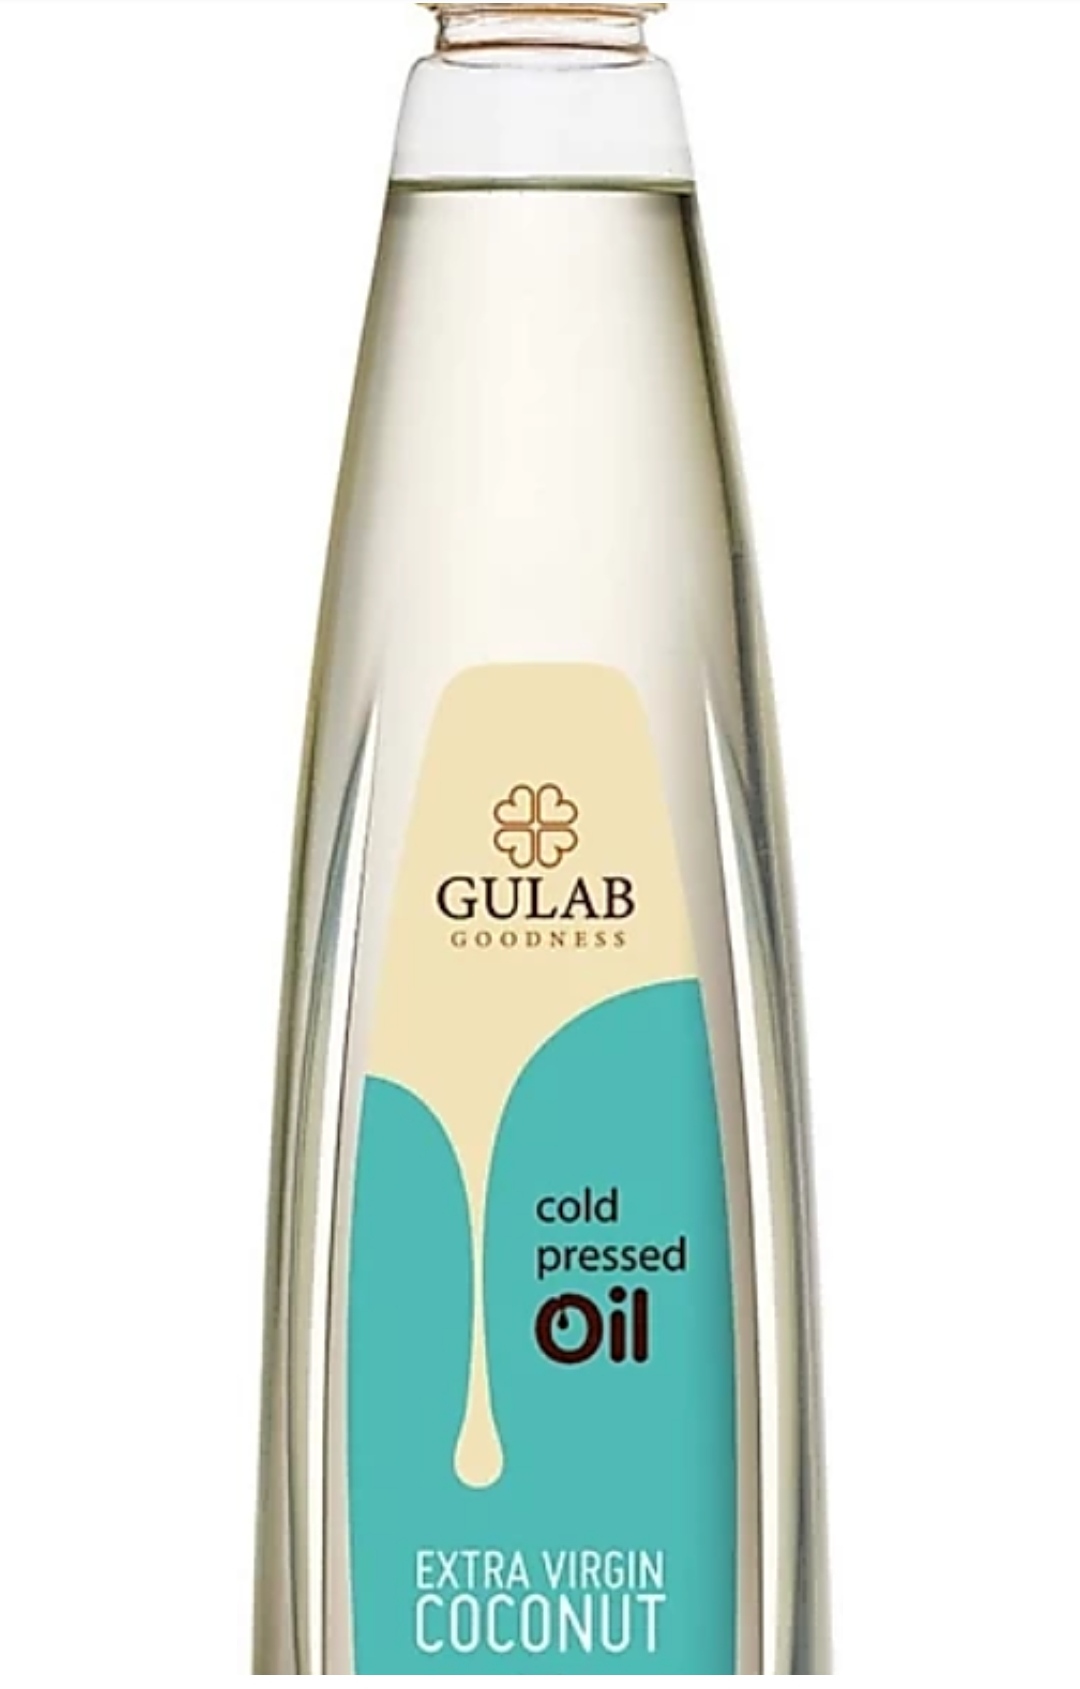 GULAB
GOODNESS
cold
pressed
Oil
EXTRA VIRGIN
COCONUT